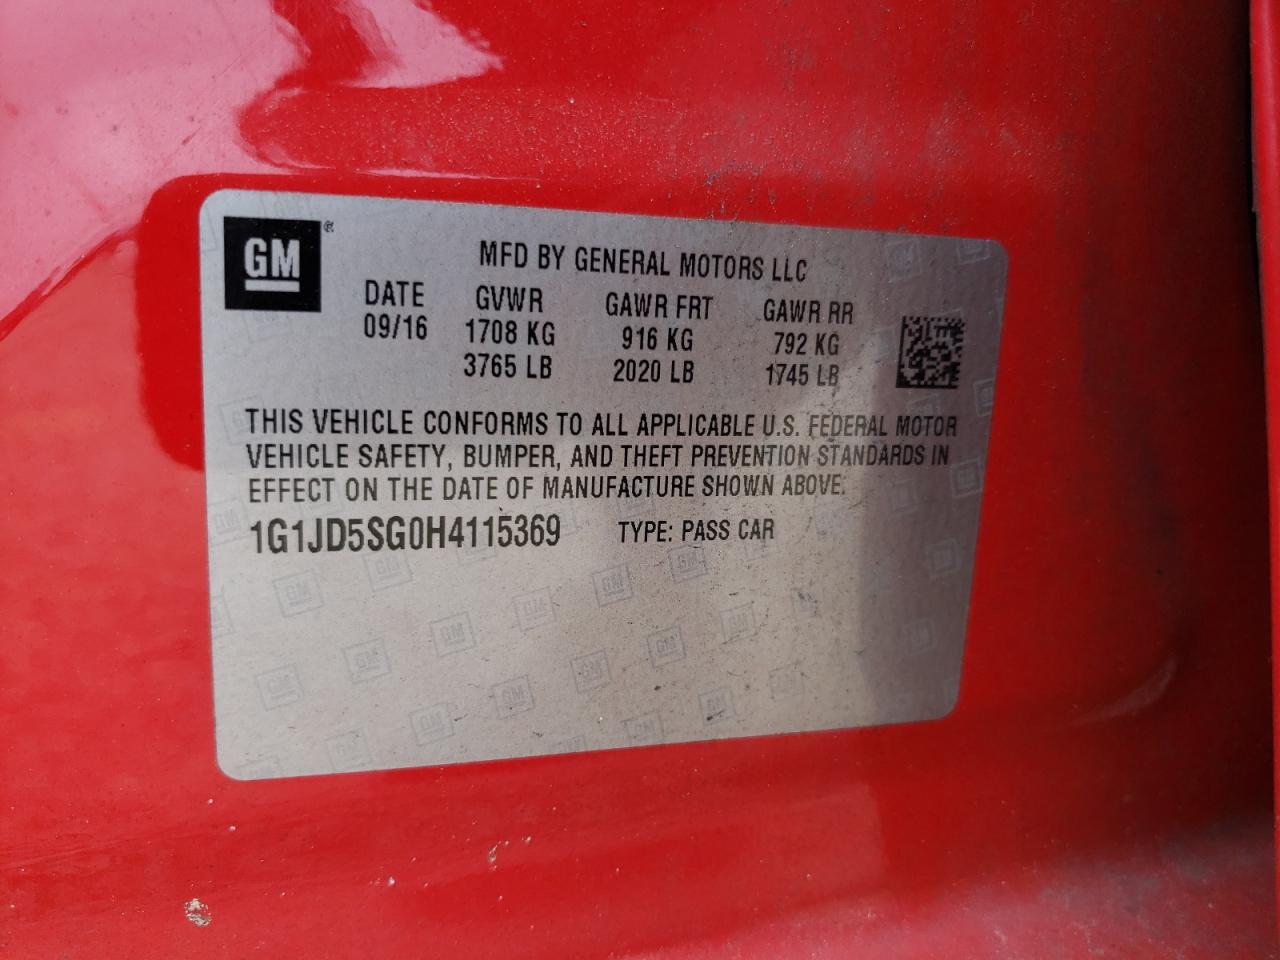 GM®
MFD BY GENERAL MOTORS LLC
DATE GVWR GAWR FRT GAWR RR
09/16 1708 KG 916 KG 792 KG
3765 LB 2020 LB 1745 LB
THIS VEHICLE CONFORMS TO ALL APPLICABLE U.S. FEDERAL MOTOR
VEHICLE SAFETY, BUMPER, AND THEFT PREVENTION STANDARDS IN
EFFECT ON THE DATE OF MANUFACTURE SHOWN ABOVE.
1G1JD5SG0H4115369 TYPE: PASS CAR